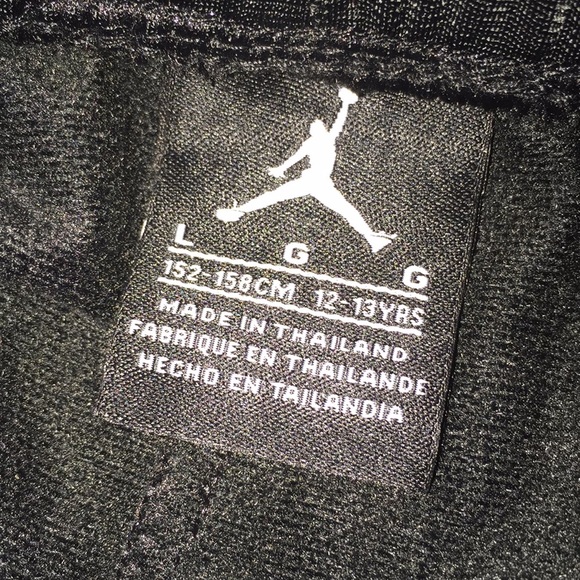 L G G
152-158CM 12-13YRS
MADE IN THAILAND
FABRIQUE EN THAILANDE
HECHO EN TAILANDIA